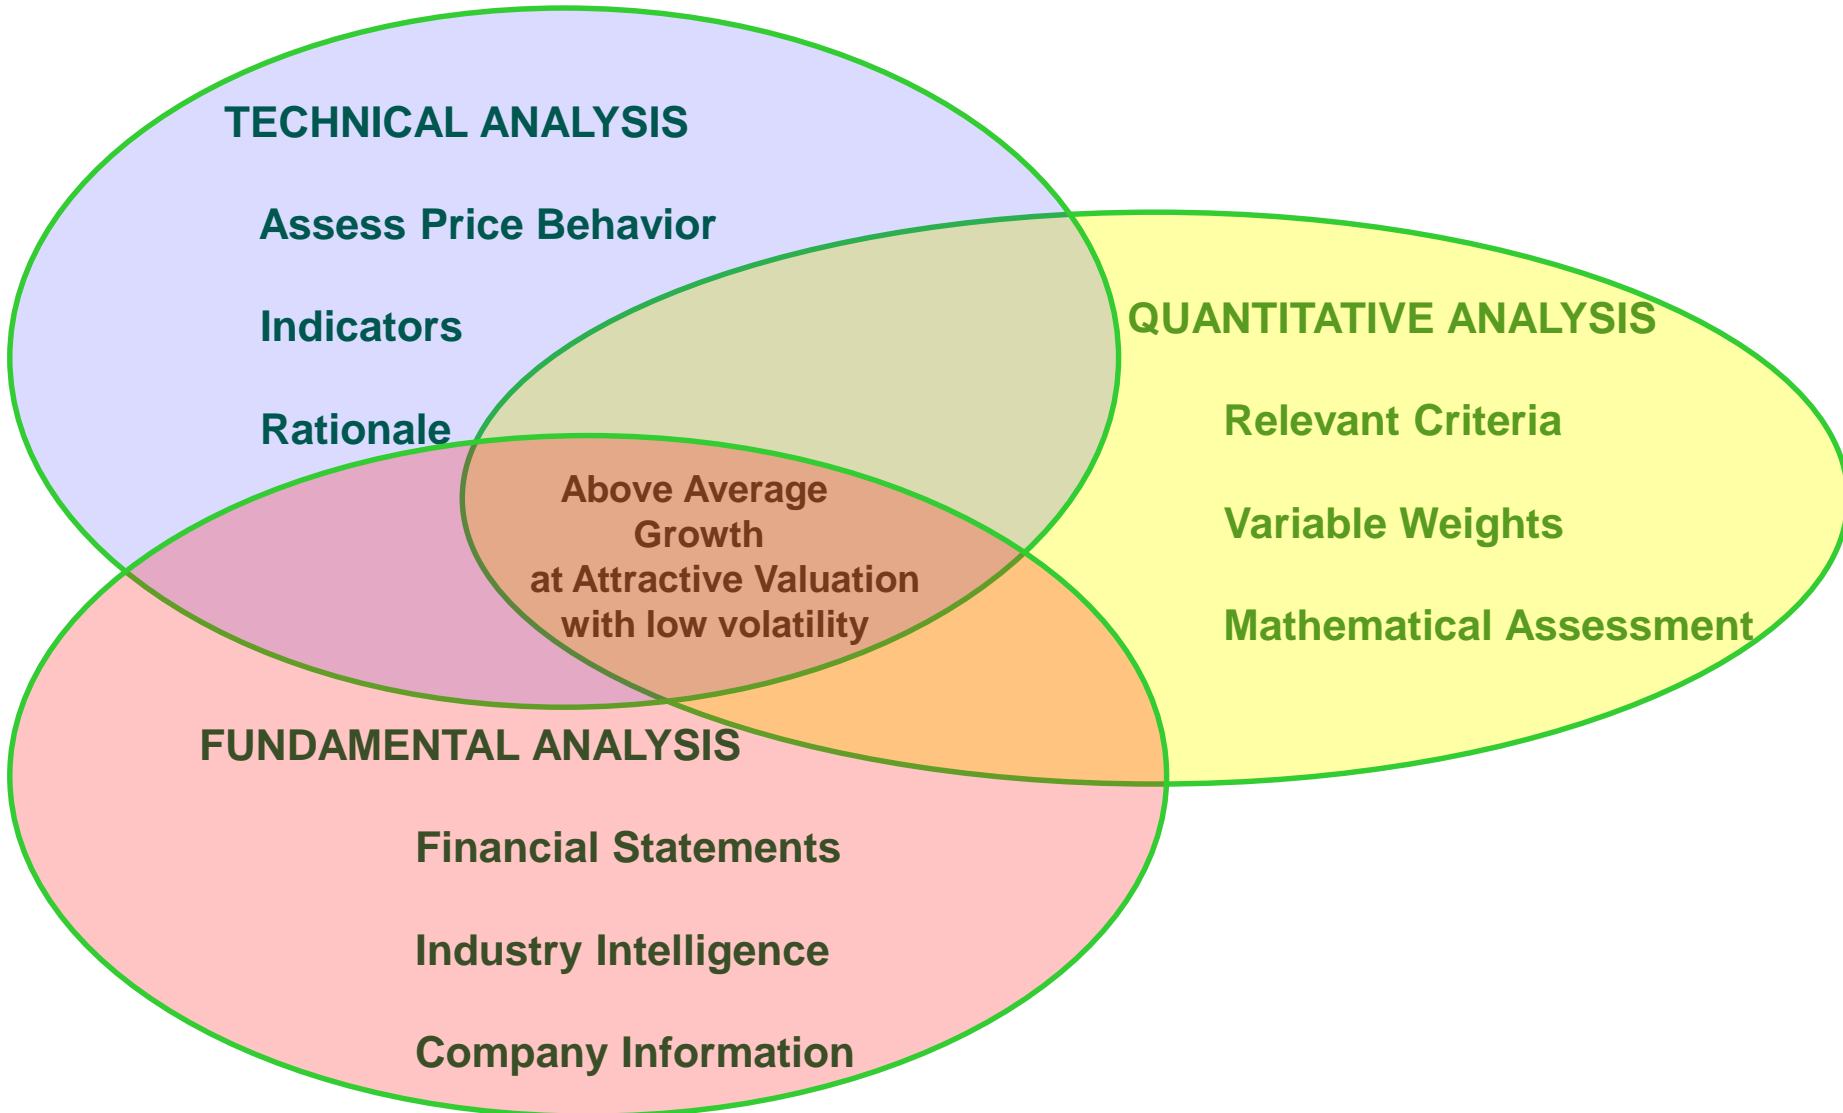 TECHNICAL ANALYSIS
Assess Price Behavior
Indicators
Rationale
QUANTITATIVE ANALYSIS
Relevant Criteria
Variable Weights
Mathematical Assessment
Above Average
Growth
at Attractive Valuation
with low volatility
FUNDAMENTAL ANALYSIS
Financial Statements
Industry Intelligence
Company Information